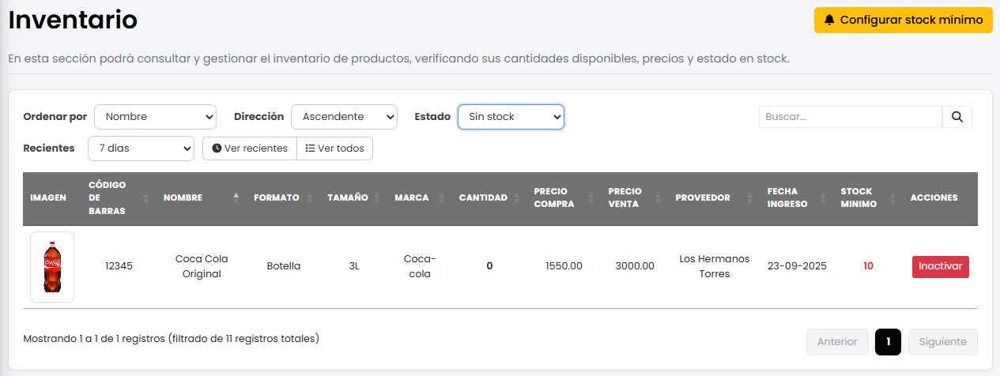 Inventario
Configurar stock mínimo
En esta sección podrá consultar y gestionar el inventario de productos, verificando sus cantidades disponibles, precios y estado en stock.
Ordenar por Nombre Dirección Ascendente Estado Sin stock Buscar...
Recientes 7 días Ver recientes Ver todos
IMAGEN CÓDIGO DE BARRAS NOMBRE FORMATO TAMAÑO MARCA CANTIDAD PRECIO COMPRA PRECIO VENTA PROVEEDOR FECHA INGRESO STOCK MINIMO ACCIONES
Coca-Cola 12345 Coca Cola Original Botella 3L Coca-cola 0 1550.00 3000.00 Los Hermanos Torres 23-09-2025 10 Inactivar
Mostrando 1 a 1 de 1 registros (filtrado de 11 registros totales)
Anterior 1 Siguiente